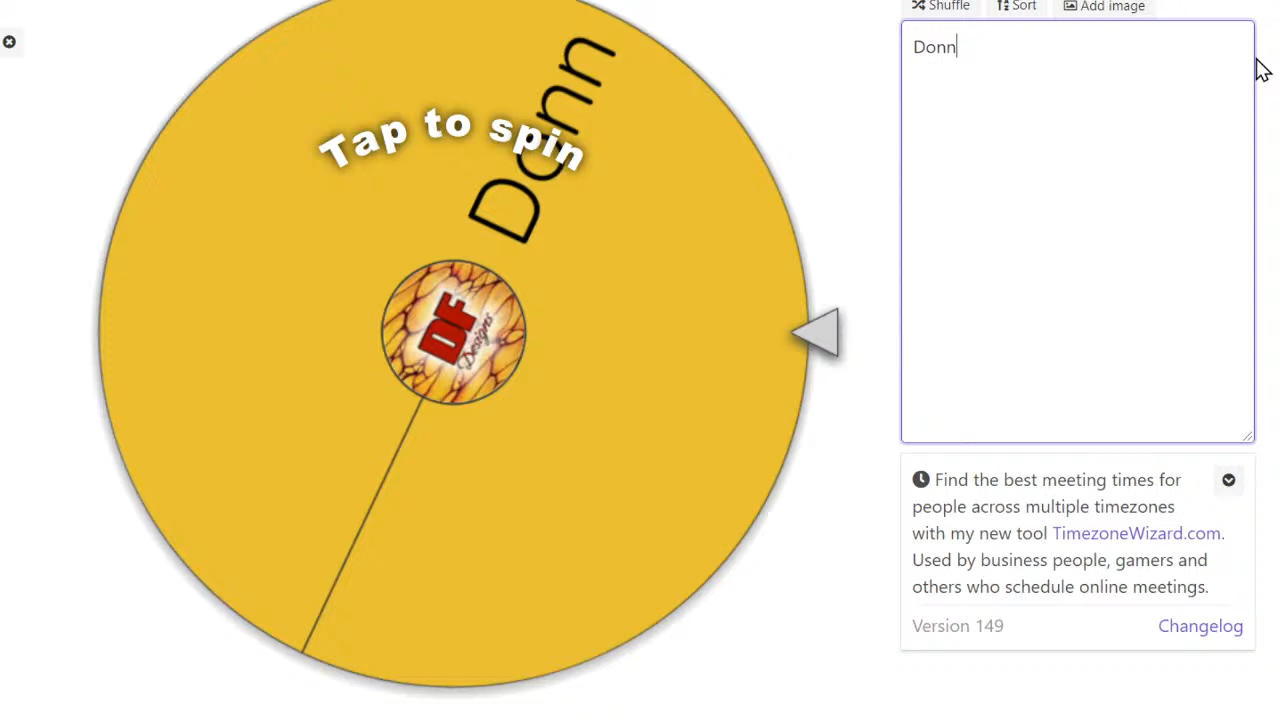 Shuffle Sort Add image
Donn
Tap to spin
Donn
DF
Designs
Find the best meeting times for
people across multiple timezones
with my new tool TimezoneWizard.com.
Used by business people, gamers and
others who schedule online meetings.
Version 149 Changelog